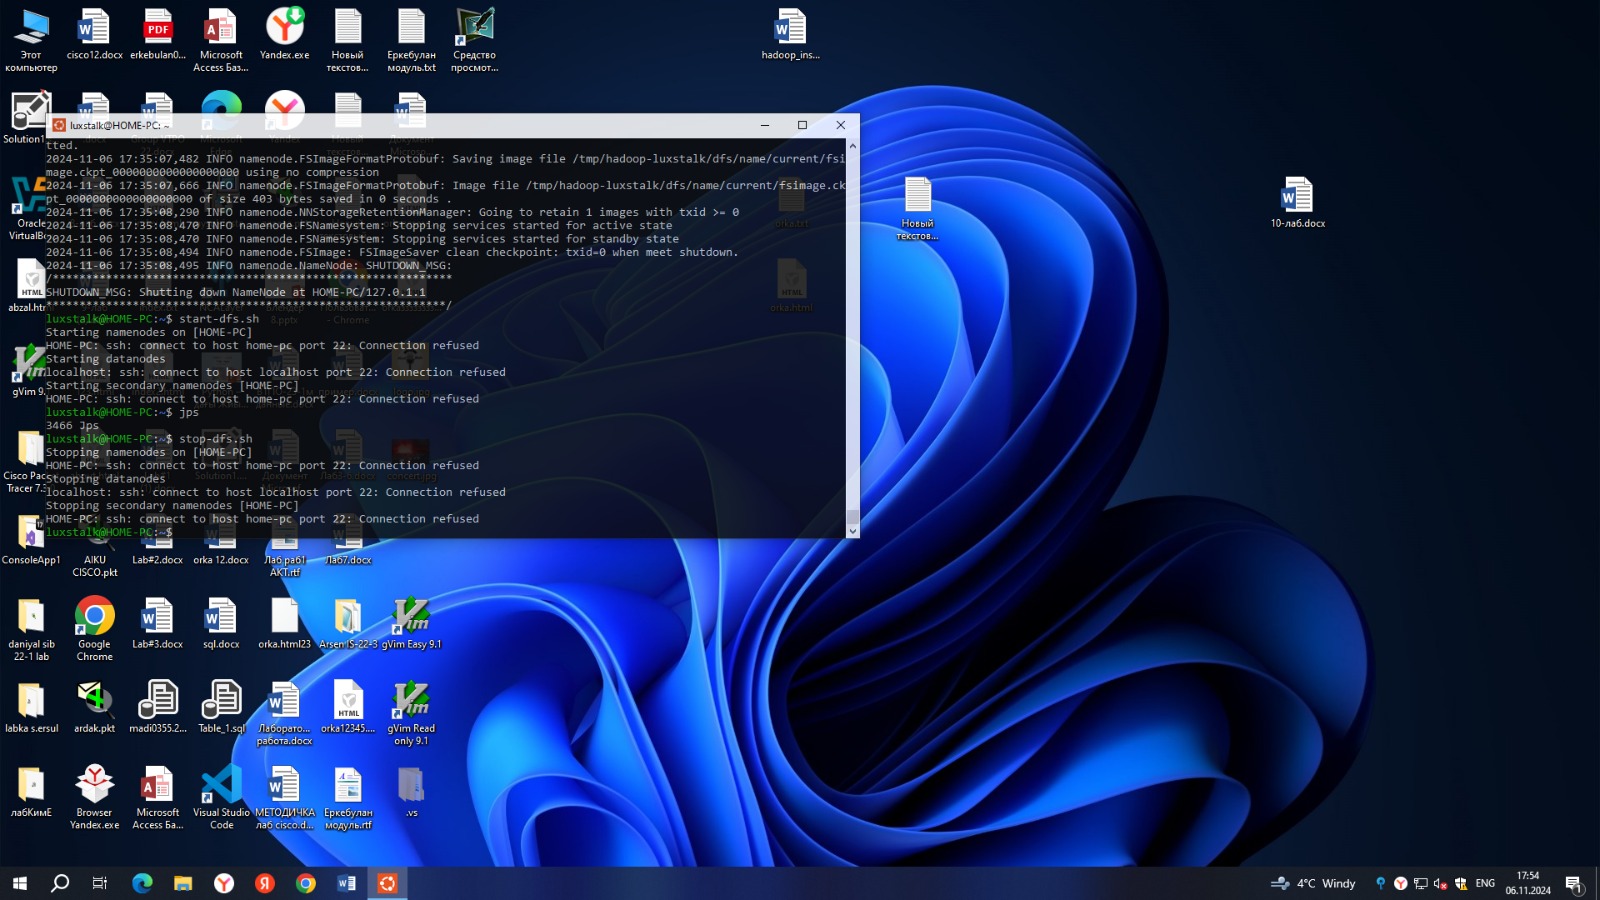 Этот
компьютер
cisco12.docx
erkebulan0...
Microsoft
Access Баз...
Yandex.exe
Новый
текстов...
Еркебулан
модуль.txt
Средство
просмот...
hadoop_ins...
Solution1
luxstalk@HOME-PC: ~
tted.
2024-11-06 17:35:07,482 INFO namenode.FSImageFormatProtobuf: Saving image file /tmp/hadoop-luxstalk/dfs/name/current/fsi
mage.ckpt_0000000000000000000 using no compression
2024-11-06 17:35:07,666 INFO namenode.FSImageFormatProtobuf: Image file /tmp/hadoop-luxstalk/dfs/name/current/fsimage.ck
pt_0000000000000000000 of size 403 bytes saved in 0 seconds .
2024-11-06 17:35:08,290 INFO namenode.NNStorageRetentionManager: Going to retain 1 images with txid >= 0
2024-11-06 17:35:08,470 INFO namenode.FSNamesystem: Stopping services started for active state
2024-11-06 17:35:08,470 INFO namenode.FSNamesystem: Stopping services started for standby state
2024-11-06 17:35:08,494 INFO namenode.FSImage: FSImageSaver clean checkpoint: txid=0 when meet shutdown.
2024-11-06 17:35:08,495 INFO namenode.NameNode: SHUTDOWN_MSG:
/************************************************************
SHUTDOWN_MSG: Shutting down NameNode at HOME-PC/127.0.1.1
************************************************************/
luxstalk@HOME-PC:~$ start-dfs.sh
Starting namenodes on [HOME-PC]
HOME-PC: ssh: connect to host home-pc port 22: Connection refused
Starting datanodes
localhost: ssh: connect to host localhost port 22: Connection refused
Starting secondary namenodes [HOME-PC]
HOME-PC: ssh: connect to host home-pc port 22: Connection refused
luxstalk@HOME-PC:~$ jps
3466 Jps
luxstalk@HOME-PC:~$ stop-dfs.sh
Stopping namenodes on [HOME-PC]
HOME-PC: ssh: connect to host home-pc port 22: Connection refused
Stopping datanodes
localhost: ssh: connect to host localhost port 22: Connection refused
Stopping secondary namenodes [HOME-PC]
HOME-PC: ssh: connect to host home-pc port 22: Connection refused
luxstalk@HOME-PC:~$
Oracle
VirtualBo
HTML
abzal.htm
gVim 9.
Cisco Pac
Tracer 7.3
orka.txt
orka.html
Новый
текстов...
10-лаб.docx
ConsoleApp1
AIKU
CISCO.pkt
Lab#2.docx
orka 12.docx
Лаб раб1
АКТ.rtf
Лаб7.docx
daniyal sib
22-1 lab
Google
Chrome
Lab#3.docx
sql.docx
orka.html23
Arsen IS-22-3
gVim Easy 9.1
labka s.ersul
ardak.pkt
madi0355.2...
Table_1.sql
Лаборато...
работа.docx
HTML
orka12345....
gVim Read
only 9.1
лабКимЕ
Browser
Yandex.exe
Microsoft
Access Ба...
Visual Studio
Code
МЕТОДИЧКА
лаб cisco.d...
Еркебулан
модуль.rtf
.vs
4°C Windy
ENG
17:54
06.11.2024
1